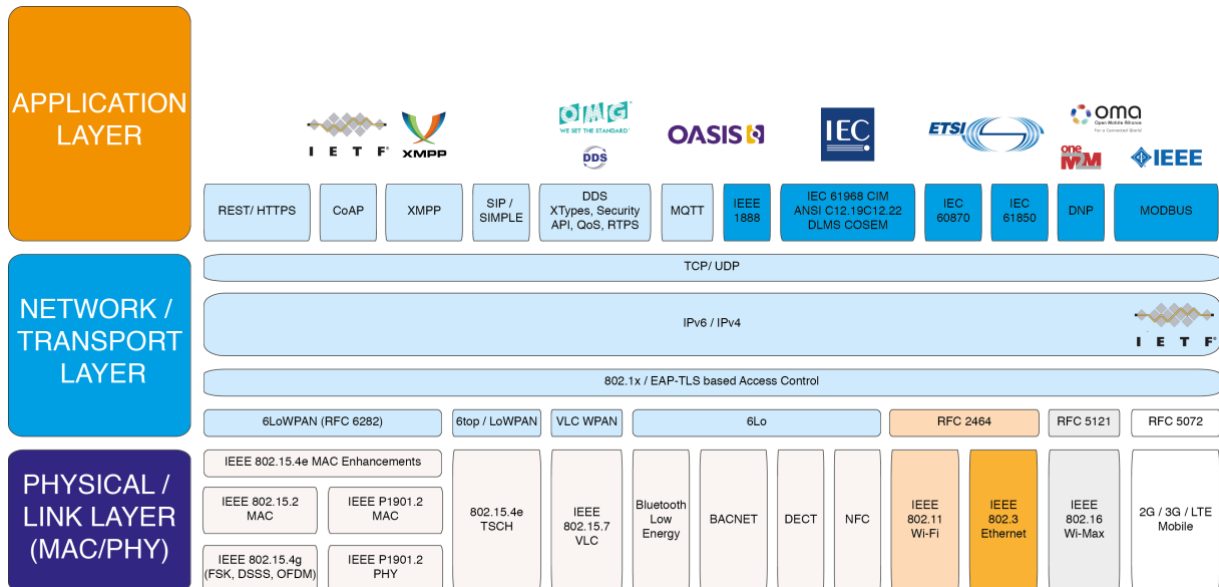 APPLICATION
LAYER
I E T F®
XMPP
OMG®
WE SET THE STANDARD™
DDS
OASIS
IEC
ETSI
oma
Open Mobile Alliance
For a Connected World
one
M2M
IEEE
REST/ HTTPS
CoAP
XMPP
SIP /
SIMPLE
DDS
XTypes, Security
API, QoS, RTPS
MQTT
IEEE
1888
IEC 61968 CIM
ANSI C12.19C12.22
DLMS COSEM
IEC
60870
IEC
61850
DNP
MODBUS
NETWORK /
TRANSPORT
LAYER
TCP/ UDP
IPv6 / IPv4
I E T F®
802.1x / EAP-TLS based Access Control
6LoWPAN (RFC 6282)
6top / LoWPAN
VLC WPAN
6Lo
RFC 2464
RFC 5121
RFC 5072
PHYSICAL /
LINK LAYER
(MAC/PHY)
IEEE 802.15.4e MAC Enhancements
IEEE 802.15.2
MAC
IEEE P1901.2
MAC
IEEE 802.15.4g
(FSK, DSSS, OFDM)
IEEE P1901.2
PHY
802.15.4e
TSCH
IEEE
802.15.7
VLC
Bluetooth
Low
Energy
BACNET
DECT
NFC
IEEE
802.11
Wi-Fi
IEEE
802.3
Ethernet
IEEE
802.16
Wi-Max
2G / 3G / LTE
Mobile